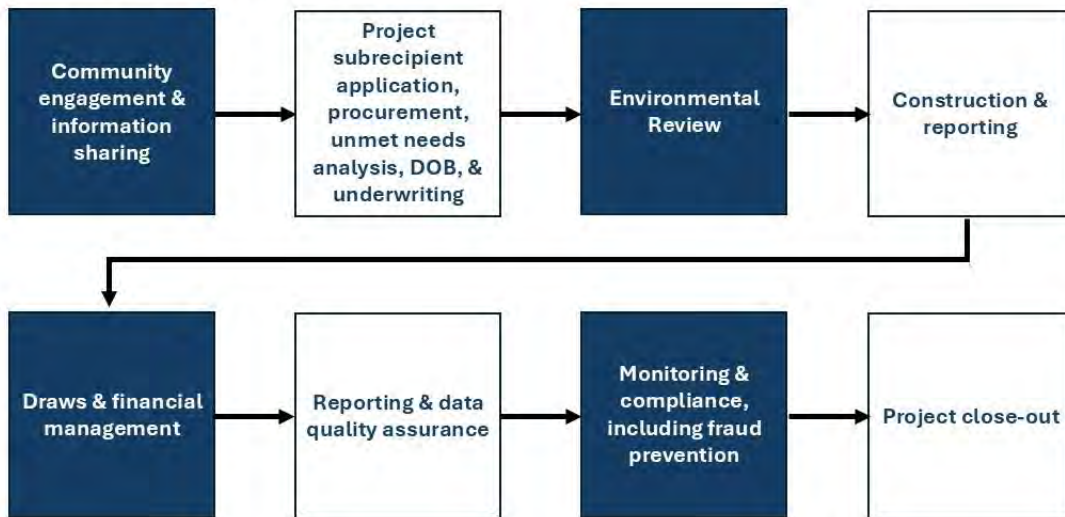 Community
engagement &
information
sharing
Project
subrecipient
application,
procurement,
unmet needs
analysis, DOB, &
underwriting
Environmental
Review
Construction &
reporting
Draws & financial
management
Reporting & data
quality assurance
Monitoring &
compliance,
including fraud
prevention
Project close-out